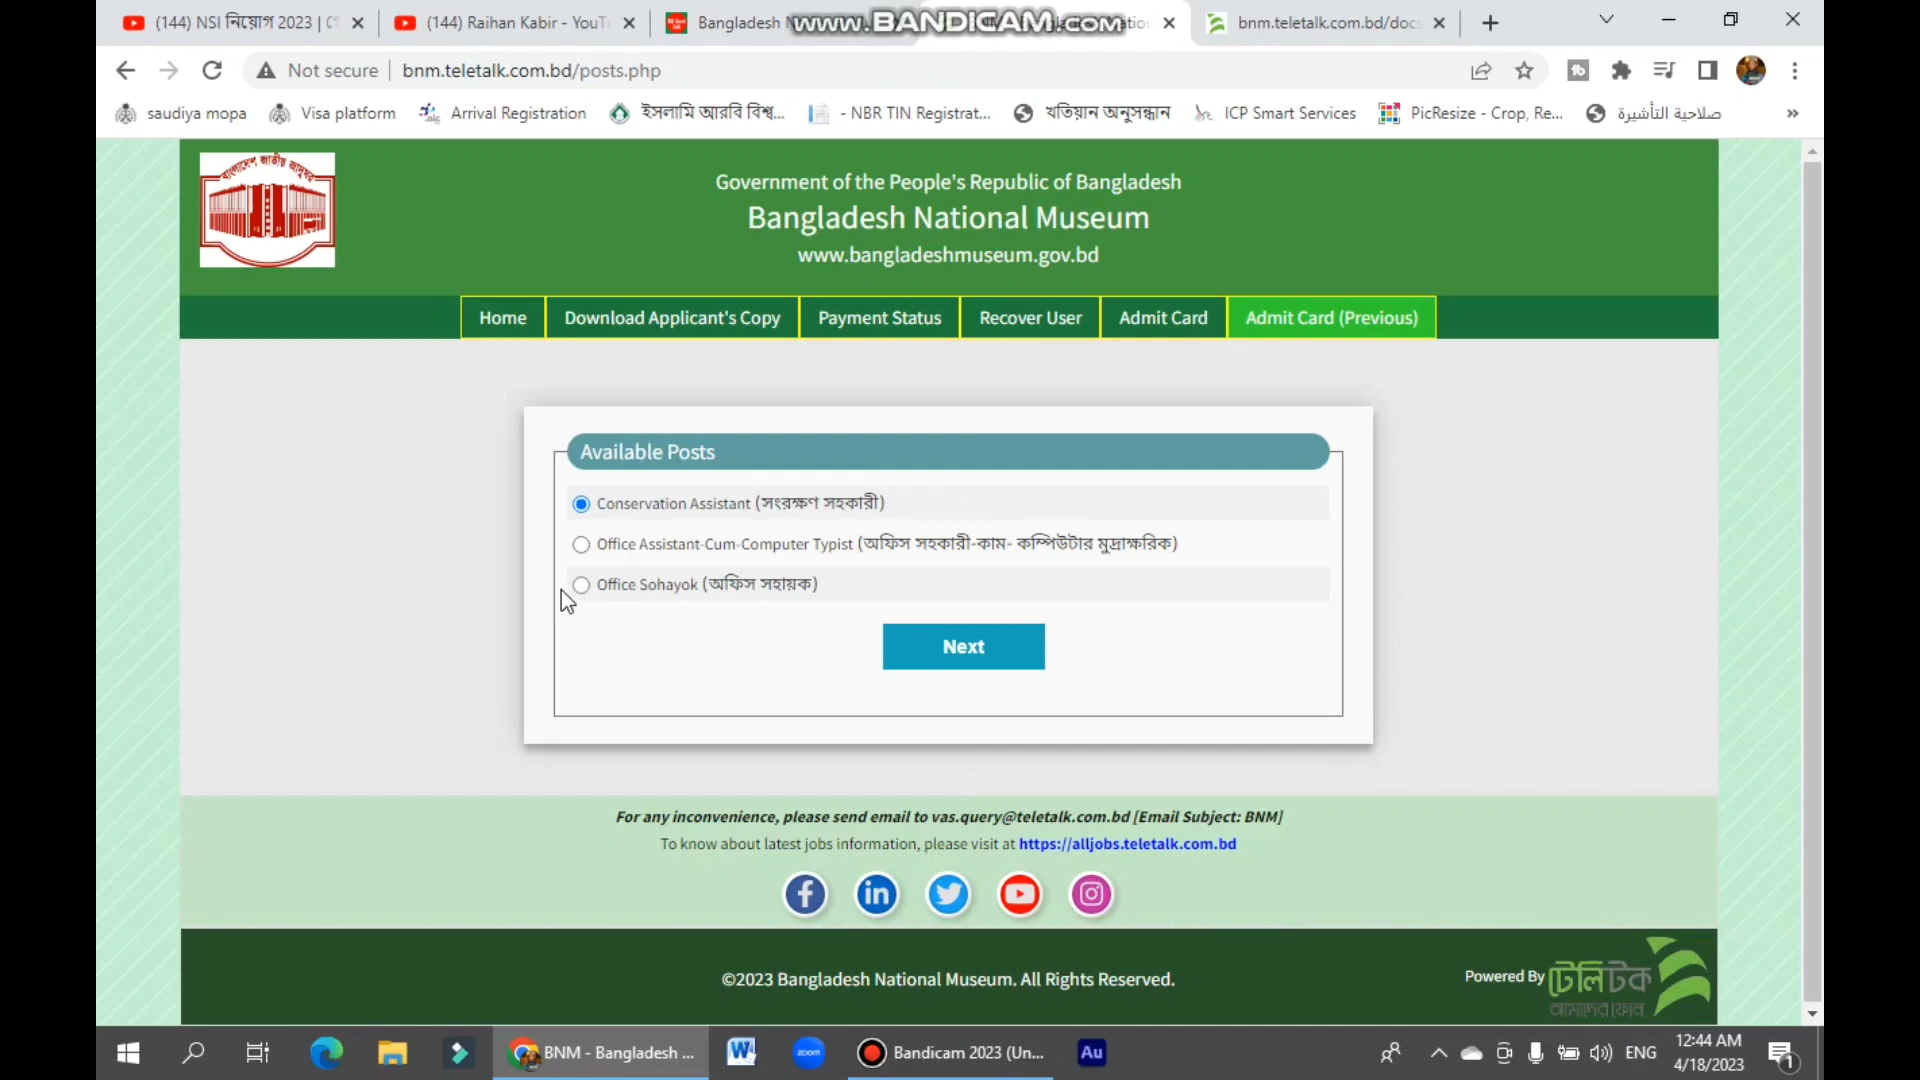 (144) NSI নিয়োগ 2023 |
(144) Raihan Kabir - YouT
Bangladesh
www.BANDICAM.com
bnm.teletalk.com.bd/docs
Not secure
bnm.teletalk.com.bd/posts.php
saudiya mopa
Visa platform
Arrival Registration
ইসলামি আরবি বিশ্ব...
- NBR TIN Registrat...
খতিয়ান অনুসন্ধান
ICP Smart Services
PicResize - Crop, Re...
صلاحية التأشيرة
»
বাংলাদেশ জাতীয় জাদুঘর
Government of the People's Republic of Bangladesh
Bangladesh National Museum
www.bangladeshmuseum.gov.bd
Home
Download Applicant's Copy
Payment Status
Recover User
Admit Card
Admit Card (Previous)
Available Posts
Conservation Assistant (সংরক্ষণ সহকারী)
Office Assistant-Cum-Computer Typist (অফিস সহকারী-কাম- কম্পিউটার মুদ্রাক্ষরিক)
Office Sohayok (অফিস সহায়ক)
Next
For any inconvenience, please send email to vas.query@teletalk.com.bd [Email Subject: BNM]
To know about latest jobs information, please visit at https://alljobs.teletalk.com.bd
©2023 Bangladesh National Museum. All Rights Reserved.
Powered By
টেলিটক
আমাদের ফোন
BNM - Bangladesh ...
zoom
Bandicam 2023 (Un...
Au
ENG
12:44 AM
4/18/2023
1